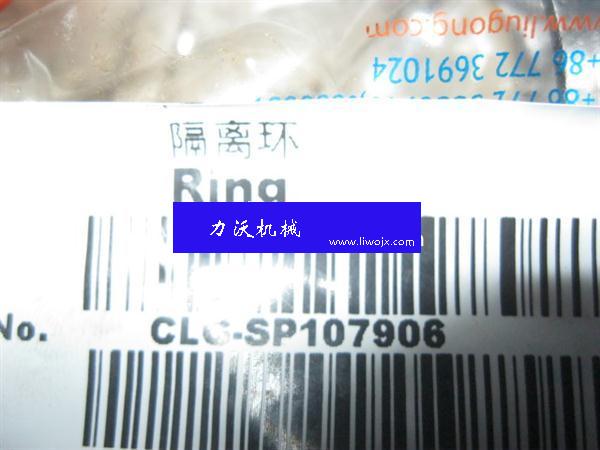 www.liugong.com
+86 772 3691024
隔离环
Ring
力沃机械
www.liwojx.com
No. CLG-SP107906